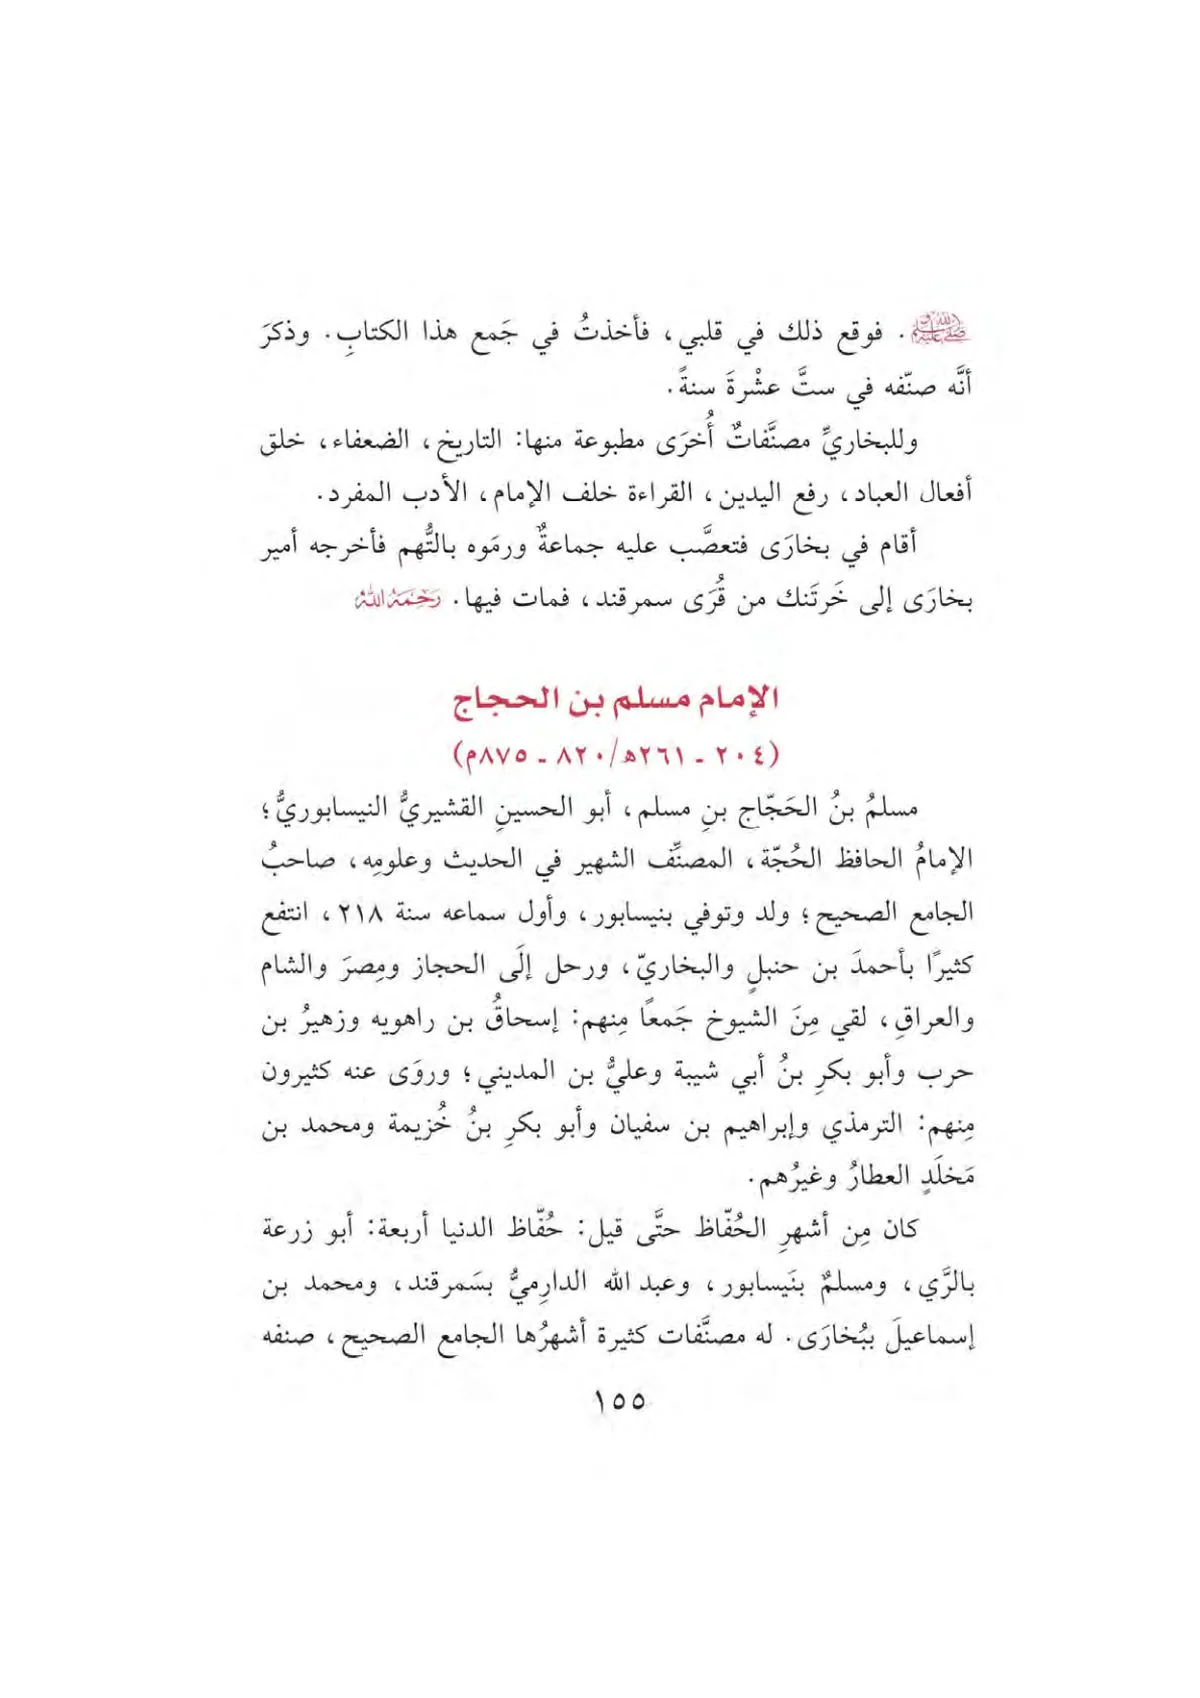 ﷺ. فوقع ذلك في قلبي، فأخذتُ في جَمع هذا الكتابِ. وذكرَ
أنَّه صنّفه في ستَّ عشْرةَ سنةً.
وللبخاريِّ مصنَّفاتٌ أُخرَى مطبوعة منها: التاريخ، الضعفاء، خلق
أفعال العباد، رفع اليدين، القراءة خلف الإمام، الأدب المفرد.
أقام في بخارَى فتعصَّب عليه جماعةٌ ورمَوه بالتُّهم فأخرجه أمير
بخارَى إلى خَرتَنك من قُرَى سمرقند، فمات فيها. رَحِمَهُ اللهُ
الإمام مسلم بن الحجاج
(٢٠٤ - ٢٦١هـ/٨٢٠ - ٨٧٥م)
مسلمُ بنُ الحَجّاج بنِ مسلم، أبو الحسينِ القشيريُّ النيسابوريُّ؛
الإمامُ الحافظ الحُجّة، المصنِّف الشهير في الحديث وعلومِه، صاحبُ
الجامع الصحيح؛ ولد وتوفي بنيسابور، وأول سماعه سنة ٢١٨، انتفع
كثيرًا بأحمدَ بن حنبلٍ والبخاريّ، ورحل إلَى الحجاز ومِصرَ والشام
والعراقِ، لقي مِنَ الشيوخ جَمعًا مِنهم: إسحاقُ بن راهويه وزهيرُ بن
حرب وأبو بكرِ بنُ أبي شيبة وعليُّ بن المديني؛ وروَى عنه كثيرون
مِنهم: الترمذي وإبراهيم بن سفيان وأبو بكرِ بنُ خُزيمة ومحمد بن
مَخلَدٍ العطارُ وغيرُهم.
كان مِن أشهرِ الحُفّاظ حتَّى قيل: حُفّاظ الدنيا أربعة: أبو زرعة
بالرَّي، ومسلمٌ بنَيسابور، وعبد الله الدارِميُّ بسَمرقند، ومحمد بن
إسماعيلَ ببُخارَى. له مصنَّفات كثيرة أشهرُها الجامع الصحيح، صنفه
١٥٥